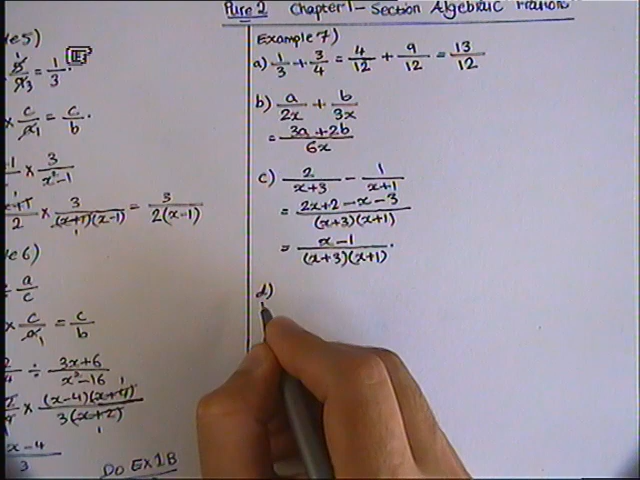 Pure 2 Chapter 1 - Section Algebraic Fractions
Example 7)
a) 1/3 + 3/4 = 4/12 + 9/12 = 13/12
b) a/2x + b/3x
= 3a+2b/6x
c) 2/x+3 - 1/x+1
= 2x+2-x-3/(x+3)(x+1)
= x-1/(x+3)(x+1).
d)
5)
= 1/3.
× c/a = c/b.
× 3/x²-1
2 × 3/(x+1)(x-1) = 3/2(x-1)
6)
÷ a/c
× c/a = c/b
÷ 3x+6/x²-16
× (x-4)(x+4)/3(x+2)
x-4/3
Do Ex 1B